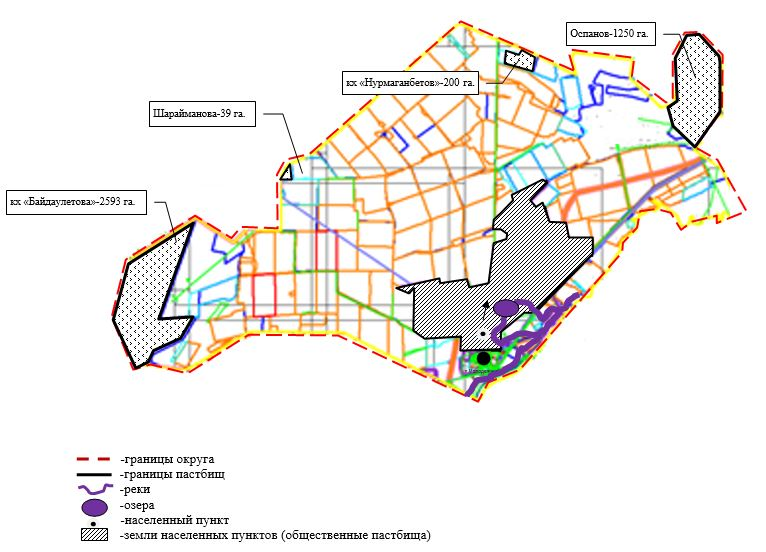 Оспанов-1250 га.
кх «Нурмаганбетов»-200 га.
Шарайманова-39 га.
кх «Байдаулетова»-2593 га.
-границы округа
-границы пастбищ
-реки
-озера
-населенный пункт
-земли населенных пунктов (общественные пастбища)